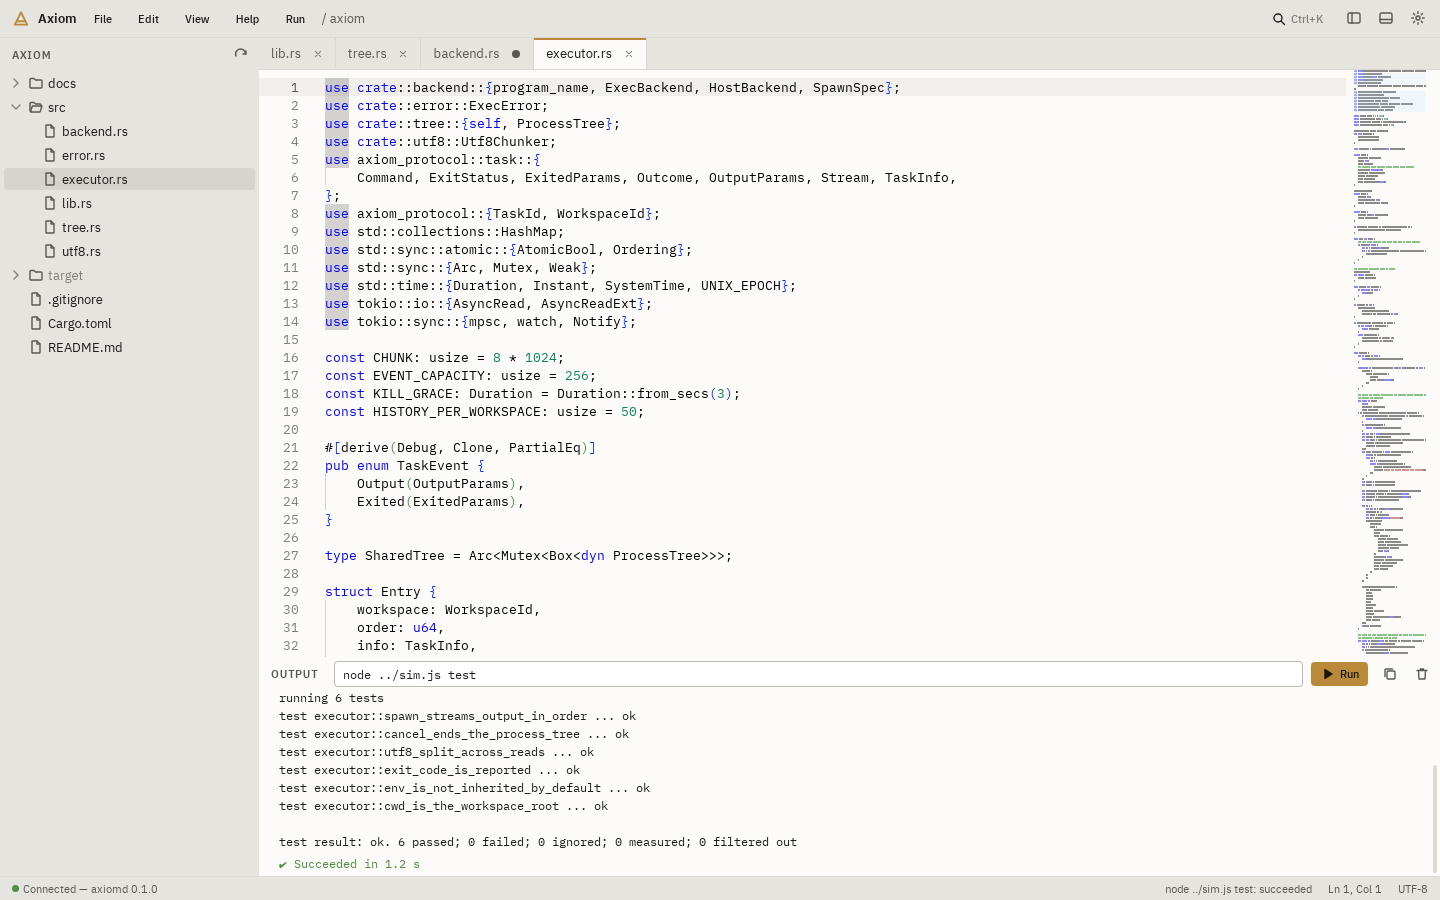 Axiom File Edit View Help Run / axiom Ctrl+K
AXIOM
docs
src
backend.rs
error.rs
executor.rs
lib.rs
tree.rs
utf8.rs
target
.gitignore
Cargo.toml
README.md
lib.rs tree.rs backend.rs executor.rs
1 use crate::backend::{program_name, ExecBackend, HostBackend, SpawnSpec};
2 use crate::error::ExecError;
3 use crate::tree::{self, ProcessTree};
4 use crate::utf8::Utf8Chunker;
5 use axiom_protocol::task::{
6 Command, ExitStatus, ExitedParams, Outcome, OutputParams, Stream, TaskInfo,
7 };
8 use axiom_protocol::{TaskId, WorkspaceId};
9 use std::collections::HashMap;
10 use std::sync::atomic::{AtomicBool, Ordering};
11 use std::sync::{Arc, Mutex, Weak};
12 use std::time::{Duration, Instant, SystemTime, UNIX_EPOCH};
13 use tokio::io::{AsyncRead, AsyncReadExt};
14 use tokio::sync::{mpsc, watch, Notify};
15
16 const CHUNK: usize = 8 * 1024;
17 const EVENT_CAPACITY: usize = 256;
18 const KILL_GRACE: Duration = Duration::from_secs(3);
19 const HISTORY_PER_WORKSPACE: usize = 50;
20
21 #[derive(Debug, Clone, PartialEq)]
22 pub enum TaskEvent {
23 Output(OutputParams),
24 Exited(ExitedParams),
25 }
26
27 type SharedTree = Arc<Mutex<Box<dyn ProcessTree>>>;
28
29 struct Entry {
30 workspace: WorkspaceId,
31 order: u64,
32 info: TaskInfo,
OUTPUT node ../sim.js test Run
running 6 tests
test executor::spawn_streams_output_in_order ... ok
test executor::cancel_ends_the_process_tree ... ok
test executor::utf8_split_across_reads ... ok
test executor::exit_code_is_reported ... ok
test executor::env_is_not_inherited_by_default ... ok
test executor::cwd_is_the_workspace_root ... ok
test result: ok. 6 passed; 0 failed; 0 ignored; 0 measured; 0 filtered out
✔ Succeeded in 1.2 s
Connected — axiomd 0.1.0 node ../sim.js test: succeeded Ln 1, Col 1 UTF-8